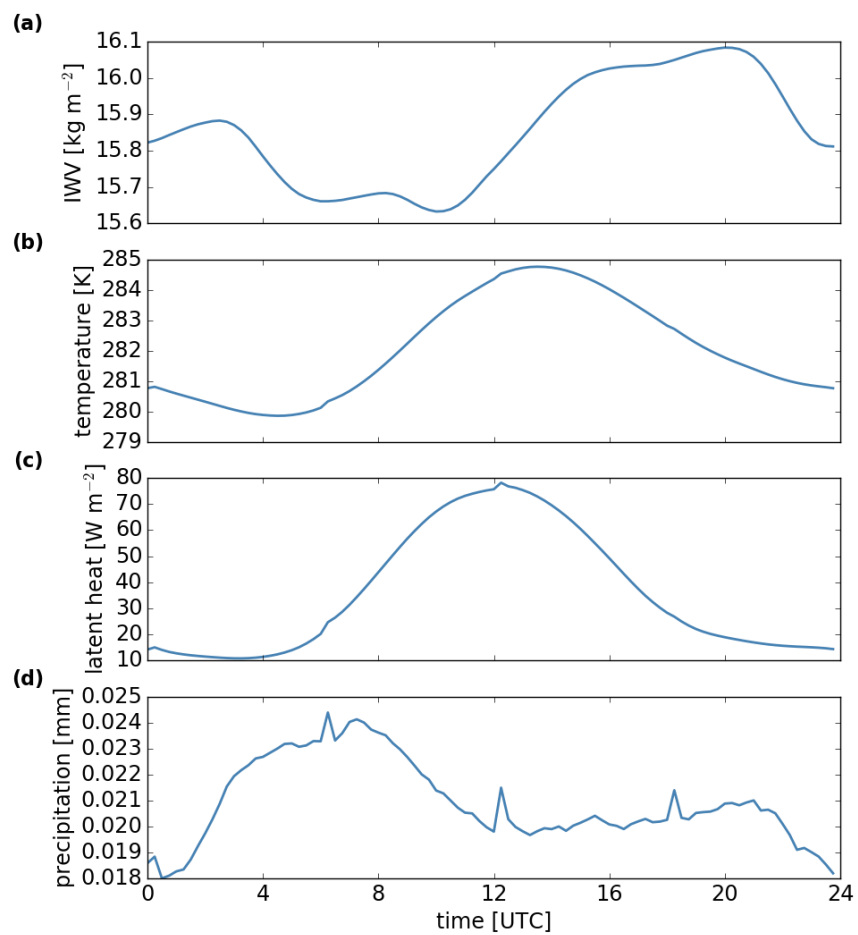 (a)
IWV [kg m⁻²]
16.1
16.0
15.9
15.8
15.7
15.6
(b)
temperature [K]
285
284
283
282
281
280
279
(c)
latent heat [W m⁻²]
80
70
60
50
40
30
20
10
(d)
precipitation [mm]
0.025
0.024
0.023
0.022
0.021
0.020
0.019
0.018
0 4 8 12 16 20 24
time [UTC]